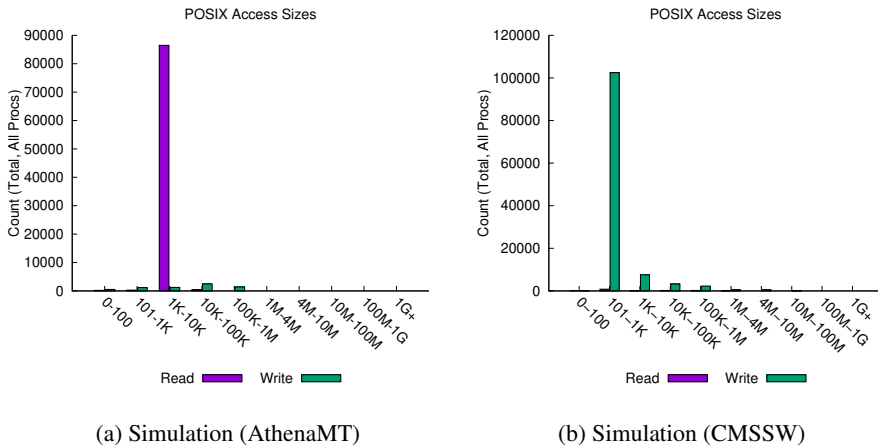 POSIX Access Sizes
Count (Total, All Procs)
90000
80000
70000
60000
50000
40000
30000
20000
10000
0
0-100
101-1K
1K-10K
10K-100K
100K-1M
1M-4M
4M-10M
10M-100M
100M-1G
1G+
Read Write
(a) Simulation (AthenaMT)
POSIX Access Sizes
Count (Total, All Procs)
120000
100000
80000
60000
40000
20000
0
0–100
101–1K
1K–10K
10K–100K
100K–1M
1M–4M
4M–10M
10M–100M
100M–1G
1G+
Read Write
(b) Simulation (CMSSW)